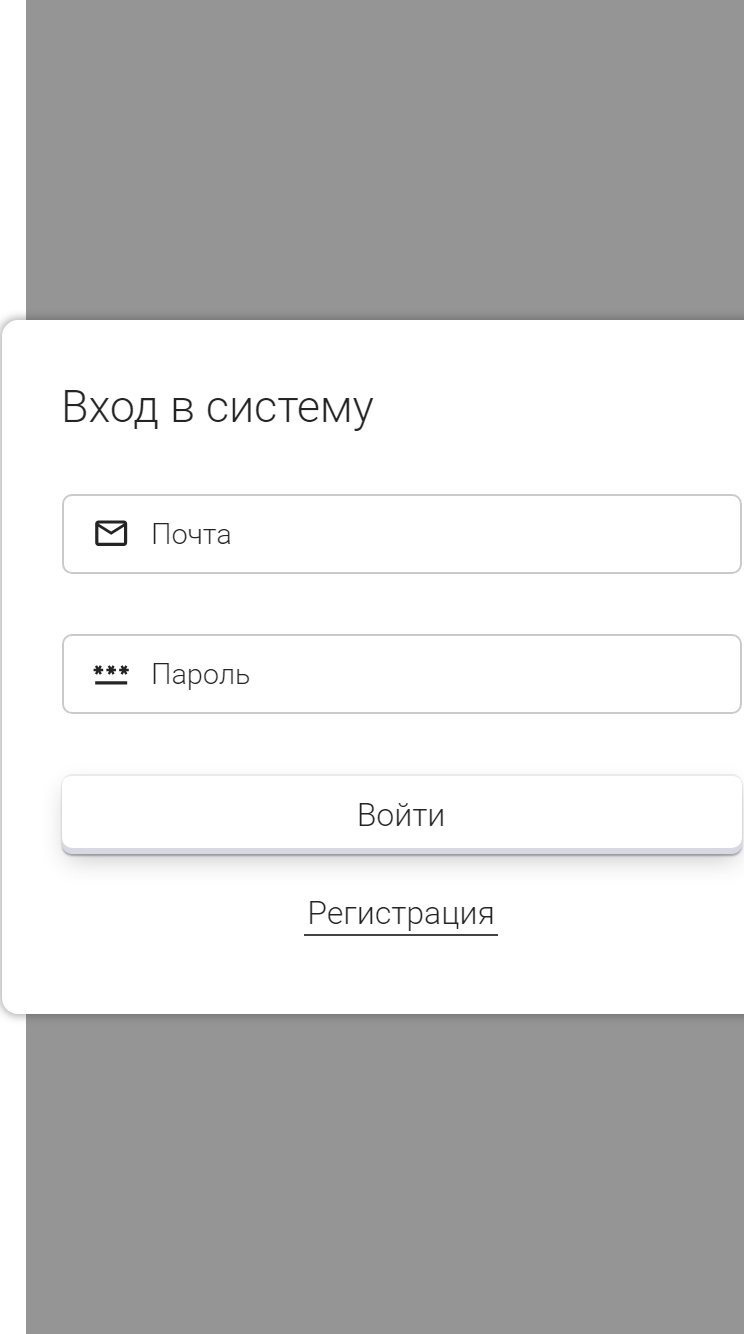 Вход в систему
Почта
Пароль
Войти
Регистрация